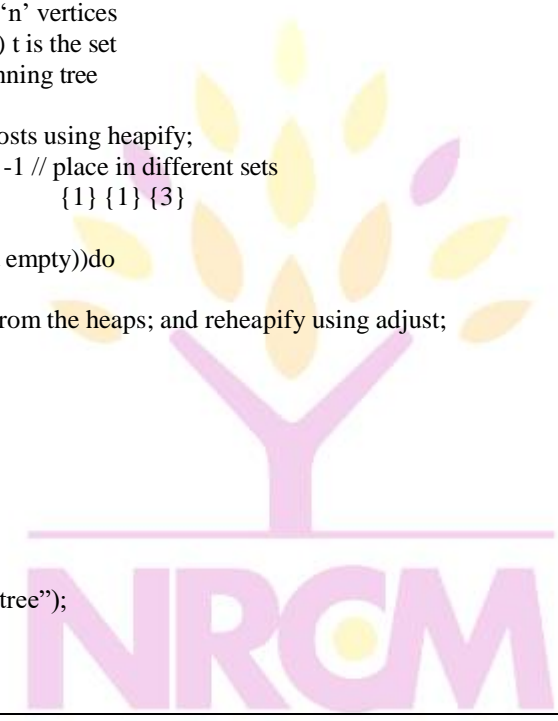 ‘n’ vertices
) t is the set
nning tree
osts using heapify;
-1 // place in different sets
{1} {1} {3}
empty))do
rom the heaps; and reheapify using adjust;
tree”);
NRCM